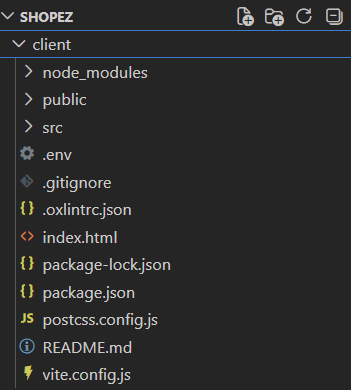 SHOPEZ
client
node_modules
public
src
.env
.gitignore
.oxlintrc.json
index.html
package-lock.json
package.json
postcss.config.js
README.md
vite.config.js